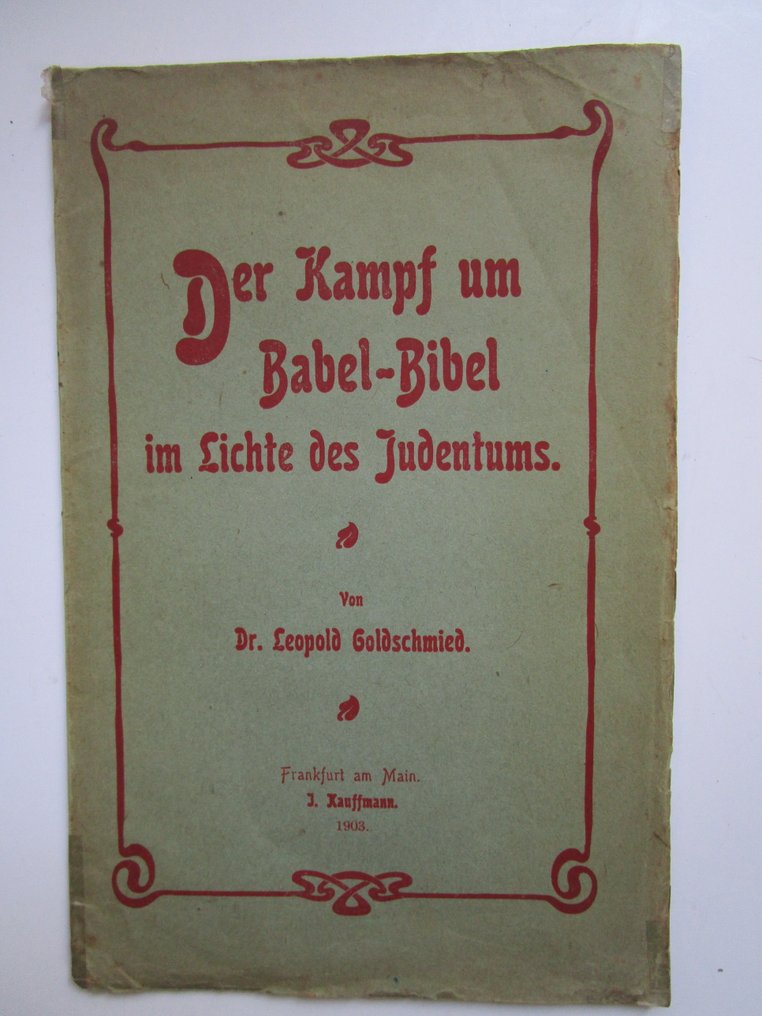 Der Kampf um
Babel-Bibel
im Lichte des Judentums.
Von
Dr. Leopold Goldschmied.
Frankfurt am Main.
J. Kauffmann.
1903.